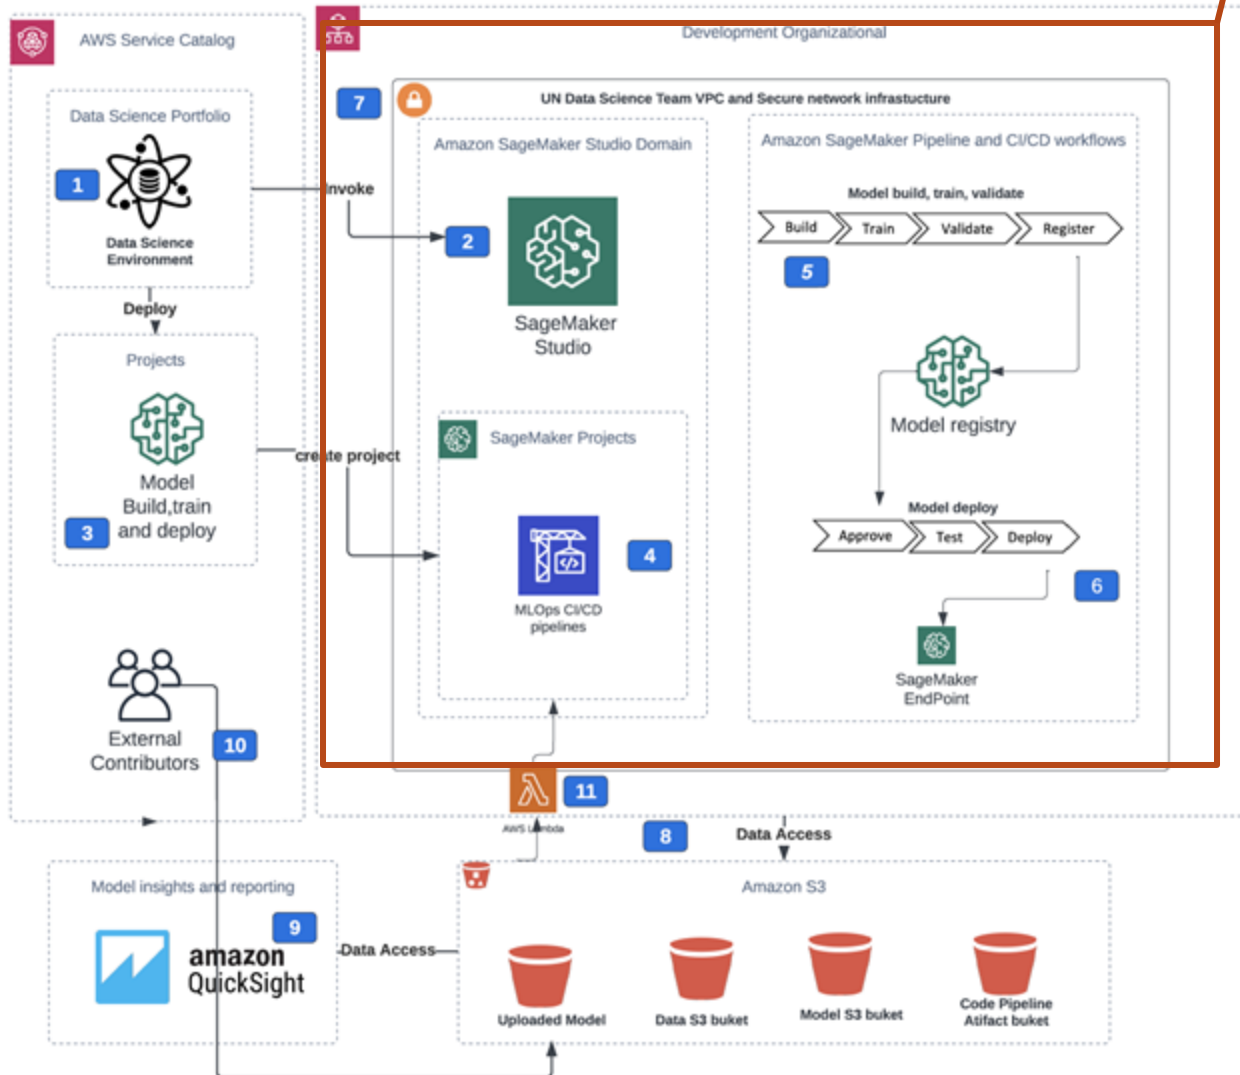 AWS Service Catalog
Data Science Portfolio
1
Data Science
Environment
Deploy
Projects
Model
Build,train
and deploy
3
External
Contributors
10
Invoke
create project
Development Organizational
7
UN Data Science Team VPC and Secure network infrastucture
Amazon SageMaker Studio Domain
2
SageMaker
Studio
SageMaker Projects
4
MLOps CI/CD
pipelines
Amazon SageMaker Pipeline and CI/CD workflows
Model build, train, validate
Build Train Validate Register
5
Model registry
Model deploy
Approve Test Deploy
6
SageMaker
EndPoint
11
AWS Lambda
8
Data Access
Model insights and reporting
9
amazon
QuickSight
Data Access
Amazon S3
Uploaded Model
Data S3 buket
Model S3 buket
Code Pipeline
Atifact buket